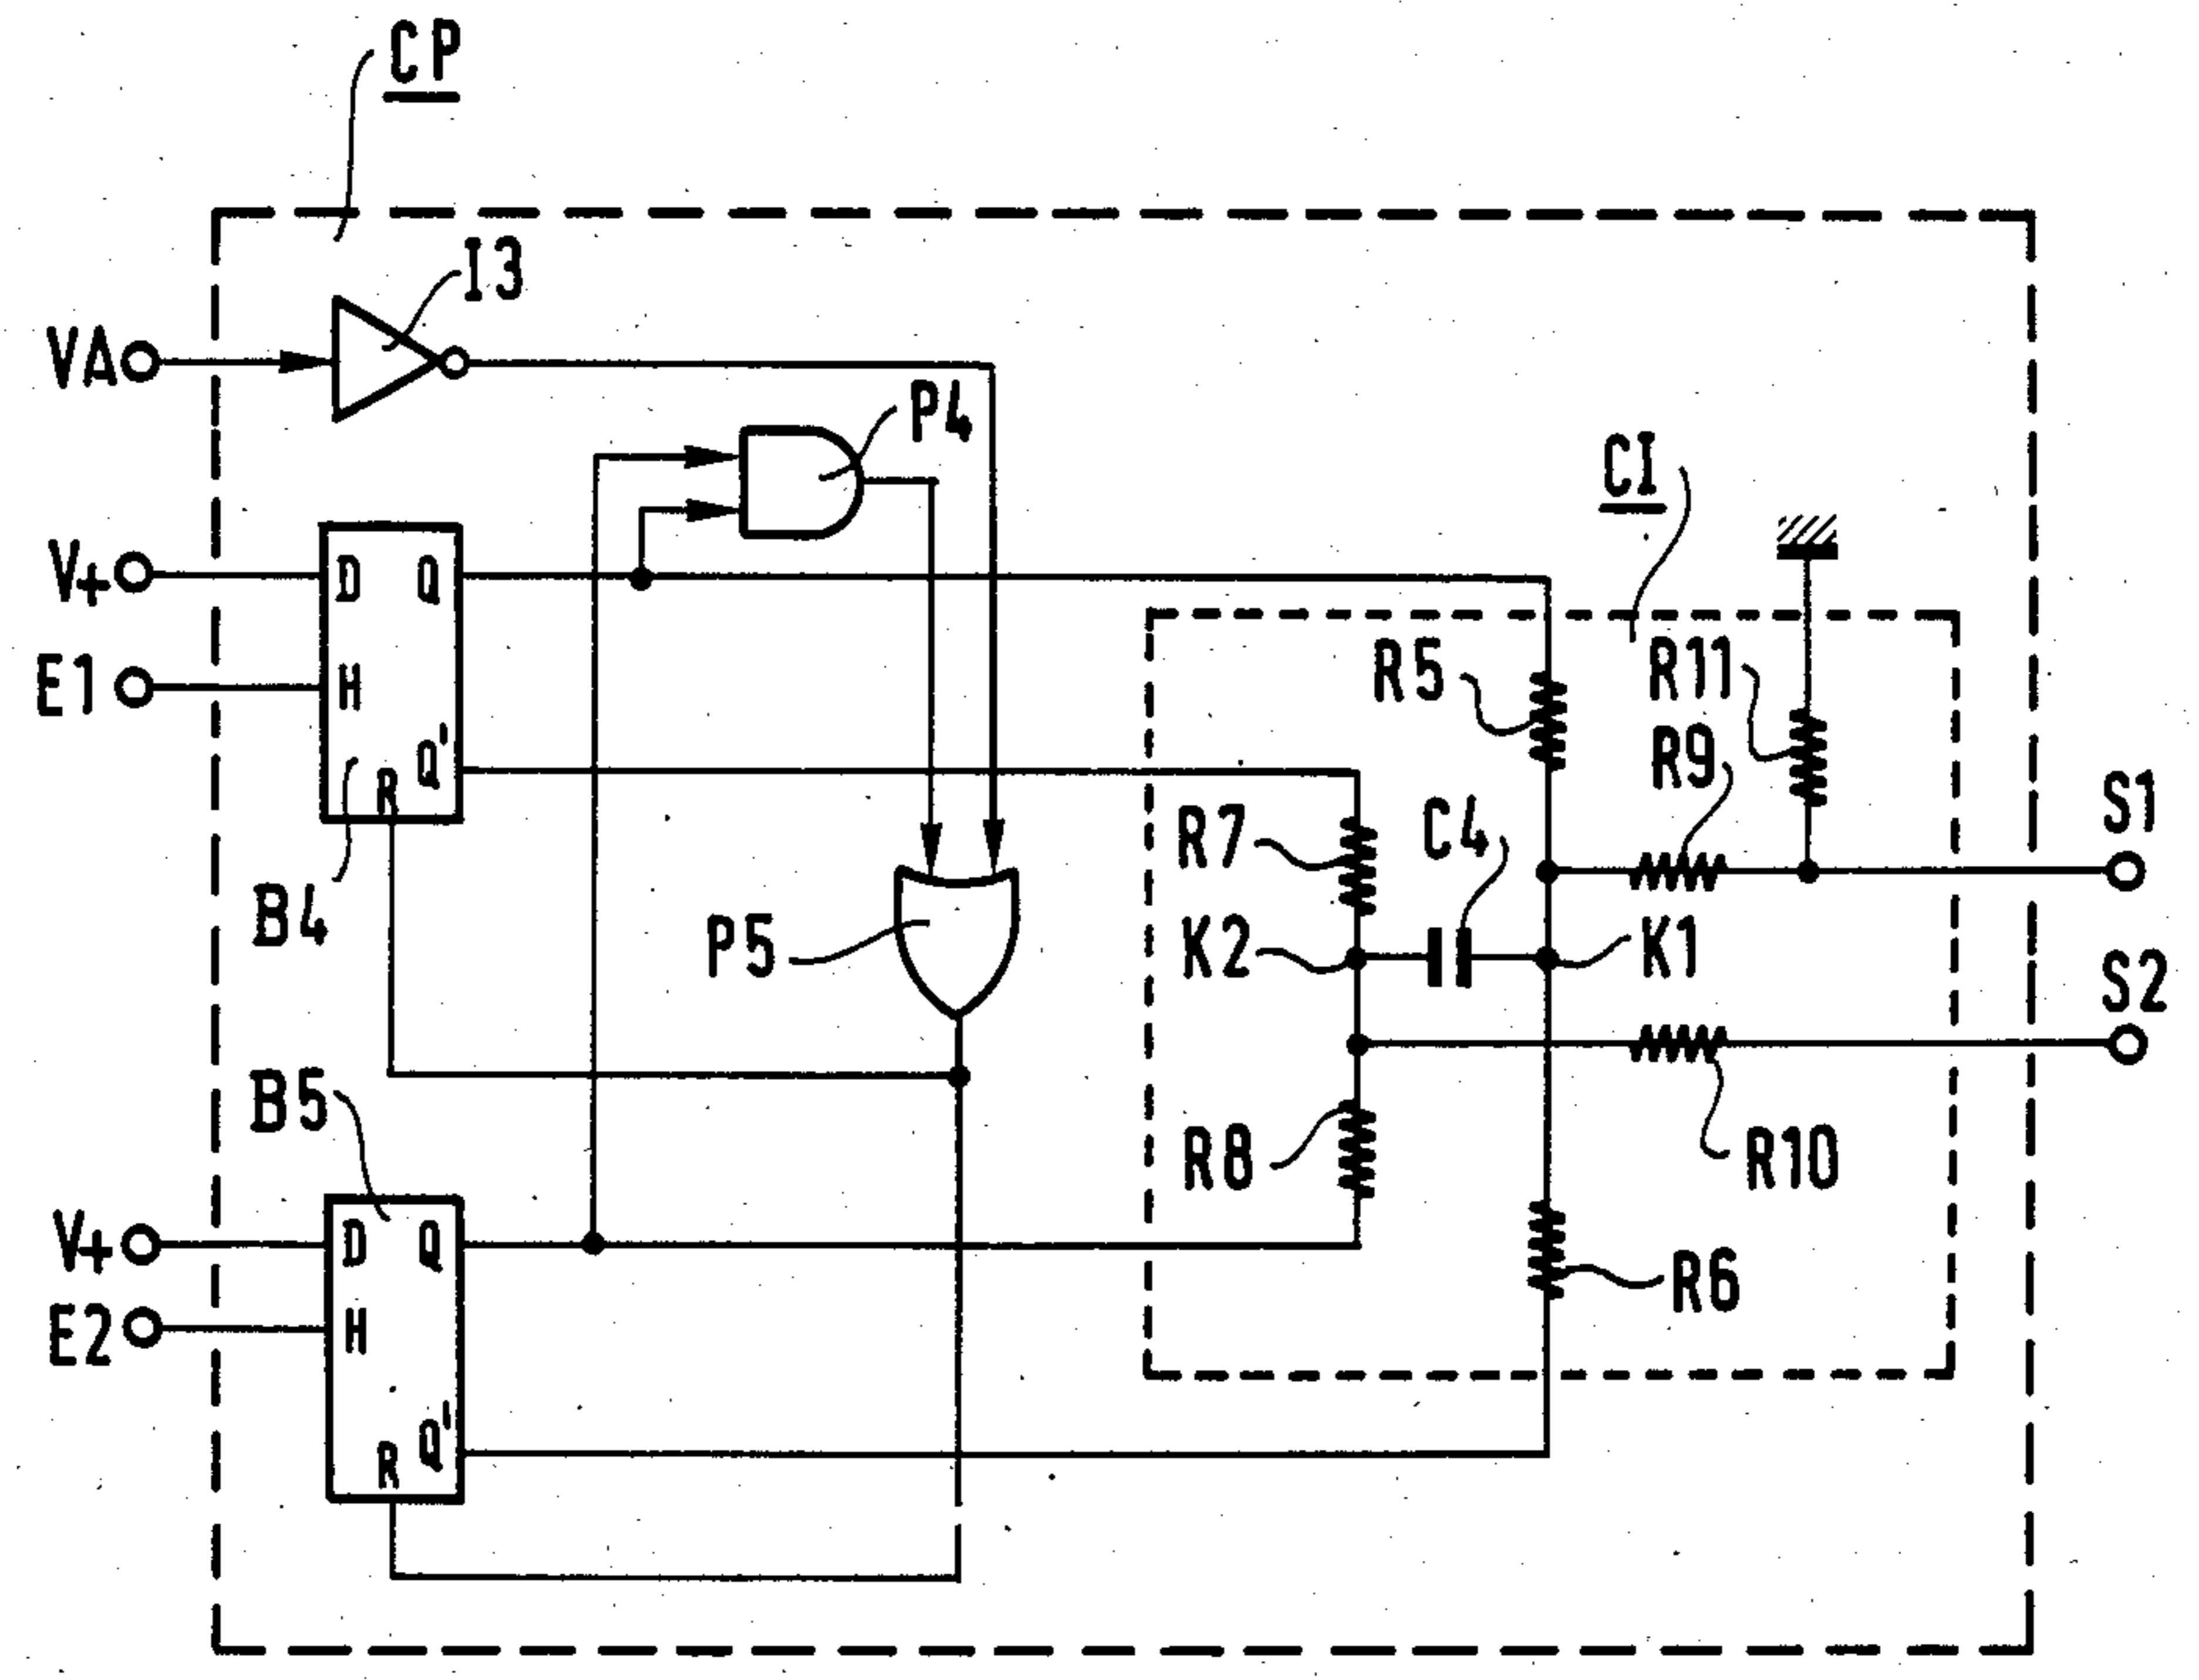 CP
I3
VA
P4
CI
V+
D Q
E1
H
R5
R11
R9
Q'
R
S1
R7
C4
B4
P5
K2
K1
S2
B5
R8
R10
V+
D Q
E2
H
R6
Q'
R